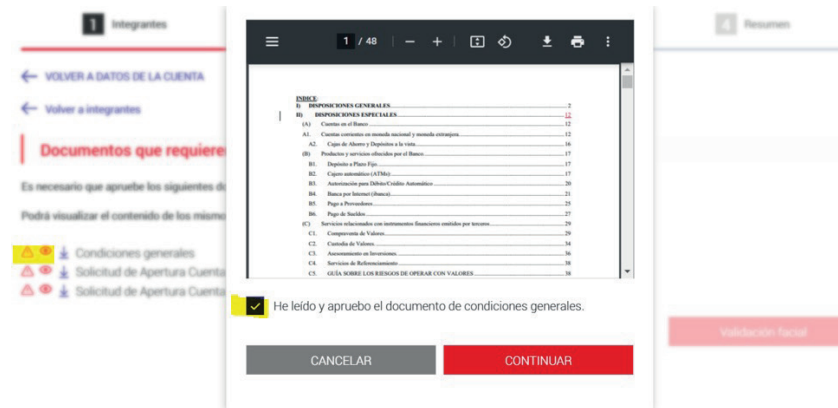 1 Integrantes
4 Resumen
VOLVER A DATOS DE LA CUENTA
Volver a integrantes
Documentos que requiere
Es necesario que apruebe los siguientes do
Podrá visualizar el contenido de los mismo
Condiciones generales
Solicitud de Apertura Cuenta
Solicitud de Apertura Cuenta
1 / 48
INDICE:
I) DISPOSICIONES GENERALES 2
II) DISPOSICIONES ESPECIALES 12
(A) Cuentas en el Banco 12
A1. Cuentas corrientes en moneda nacional y moneda extranjera 12
A2. Cajas de Ahorro y Depósitos a la vista 16
(B) Productos y servicios ofrecidos por el Banco 17
B1. Depósito a Plazo Fijo 17
B2. Cajero automático (ATMs) 17
B3. Autorización para Débito/Crédito Automático 20
B4. Banca por Internet (ibanca) 21
B5. Pago a Proveedores 25
B6. Pago de Sueldos 27
(C) Servicios relacionados con instrumentos financieros emitidos por terceros 29
C1. Compraventa de Valores 29
C2. Custodia de Valores 34
C3. Asesoramiento en Inversiones 36
C4. Servicios de Referenciamiento 38
C5. GUÍA SOBRE LOS RIESGOS DE OPERAR CON VALORES 38
He leído y apruebo el documento de condiciones generales.
CANCELAR
CONTINUAR
Validación facial